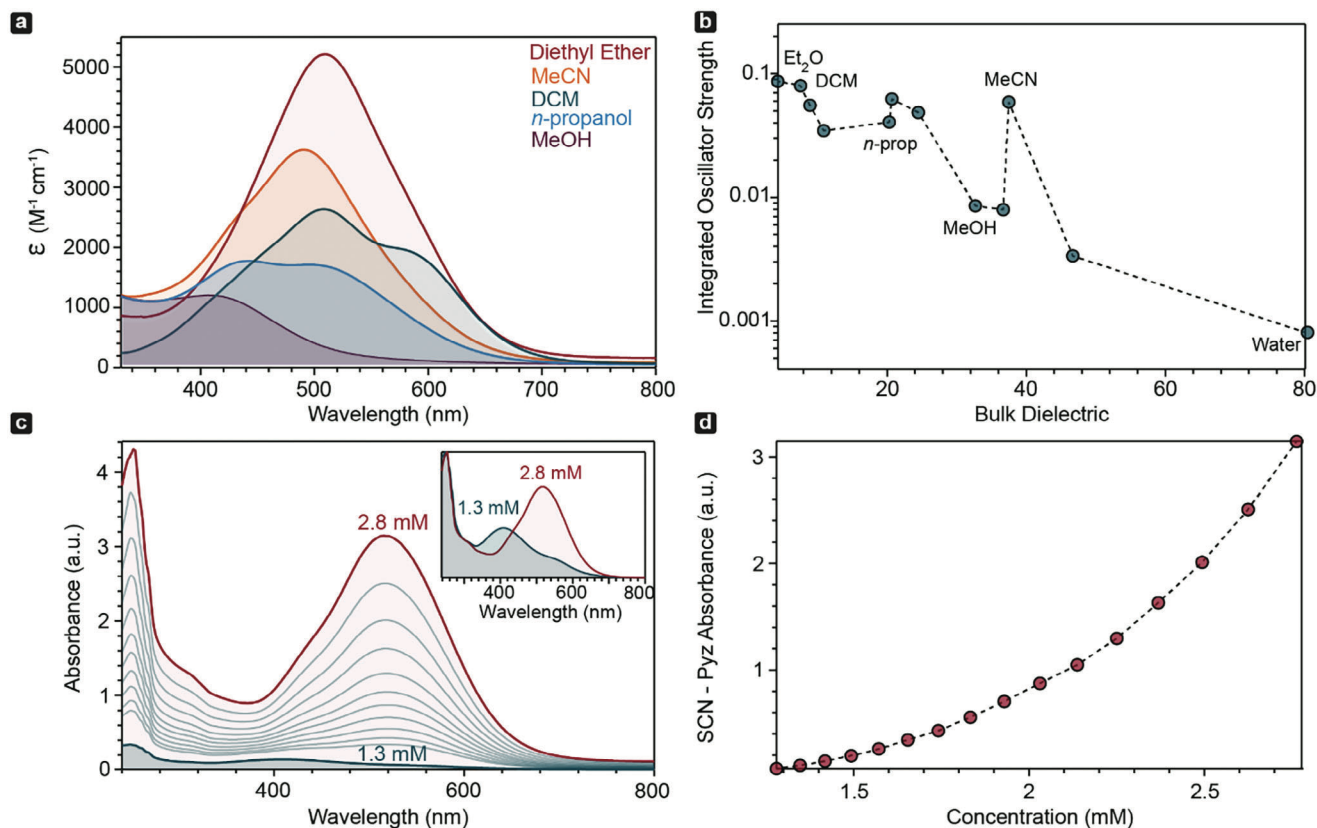 a
5000
4000
3000
2000
1000
0
ε (M⁻¹ cm⁻¹)
Diethyl Ether
MeCN
DCM
n-propanol
MeOH
400
500
600
700
800
Wavelength (nm)
b
0.1
0.01
0.001
Integrated Oscillator Strength
Et₂O
DCM
n-prop
MeOH
MeCN
Water
20
40
60
80
Bulk Dielectric
c
4
3
2
1
0
Absorbance (a.u.)
2.8 mM
1.3 mM
400
600
800
Wavelength (nm)
2.8 mM
1.3 mM
400
600
800
Wavelength (nm)
d
3
2
1
SCN - Pyz Absorbance (a.u.)
1.5
2
2.5
Concentration (mM)